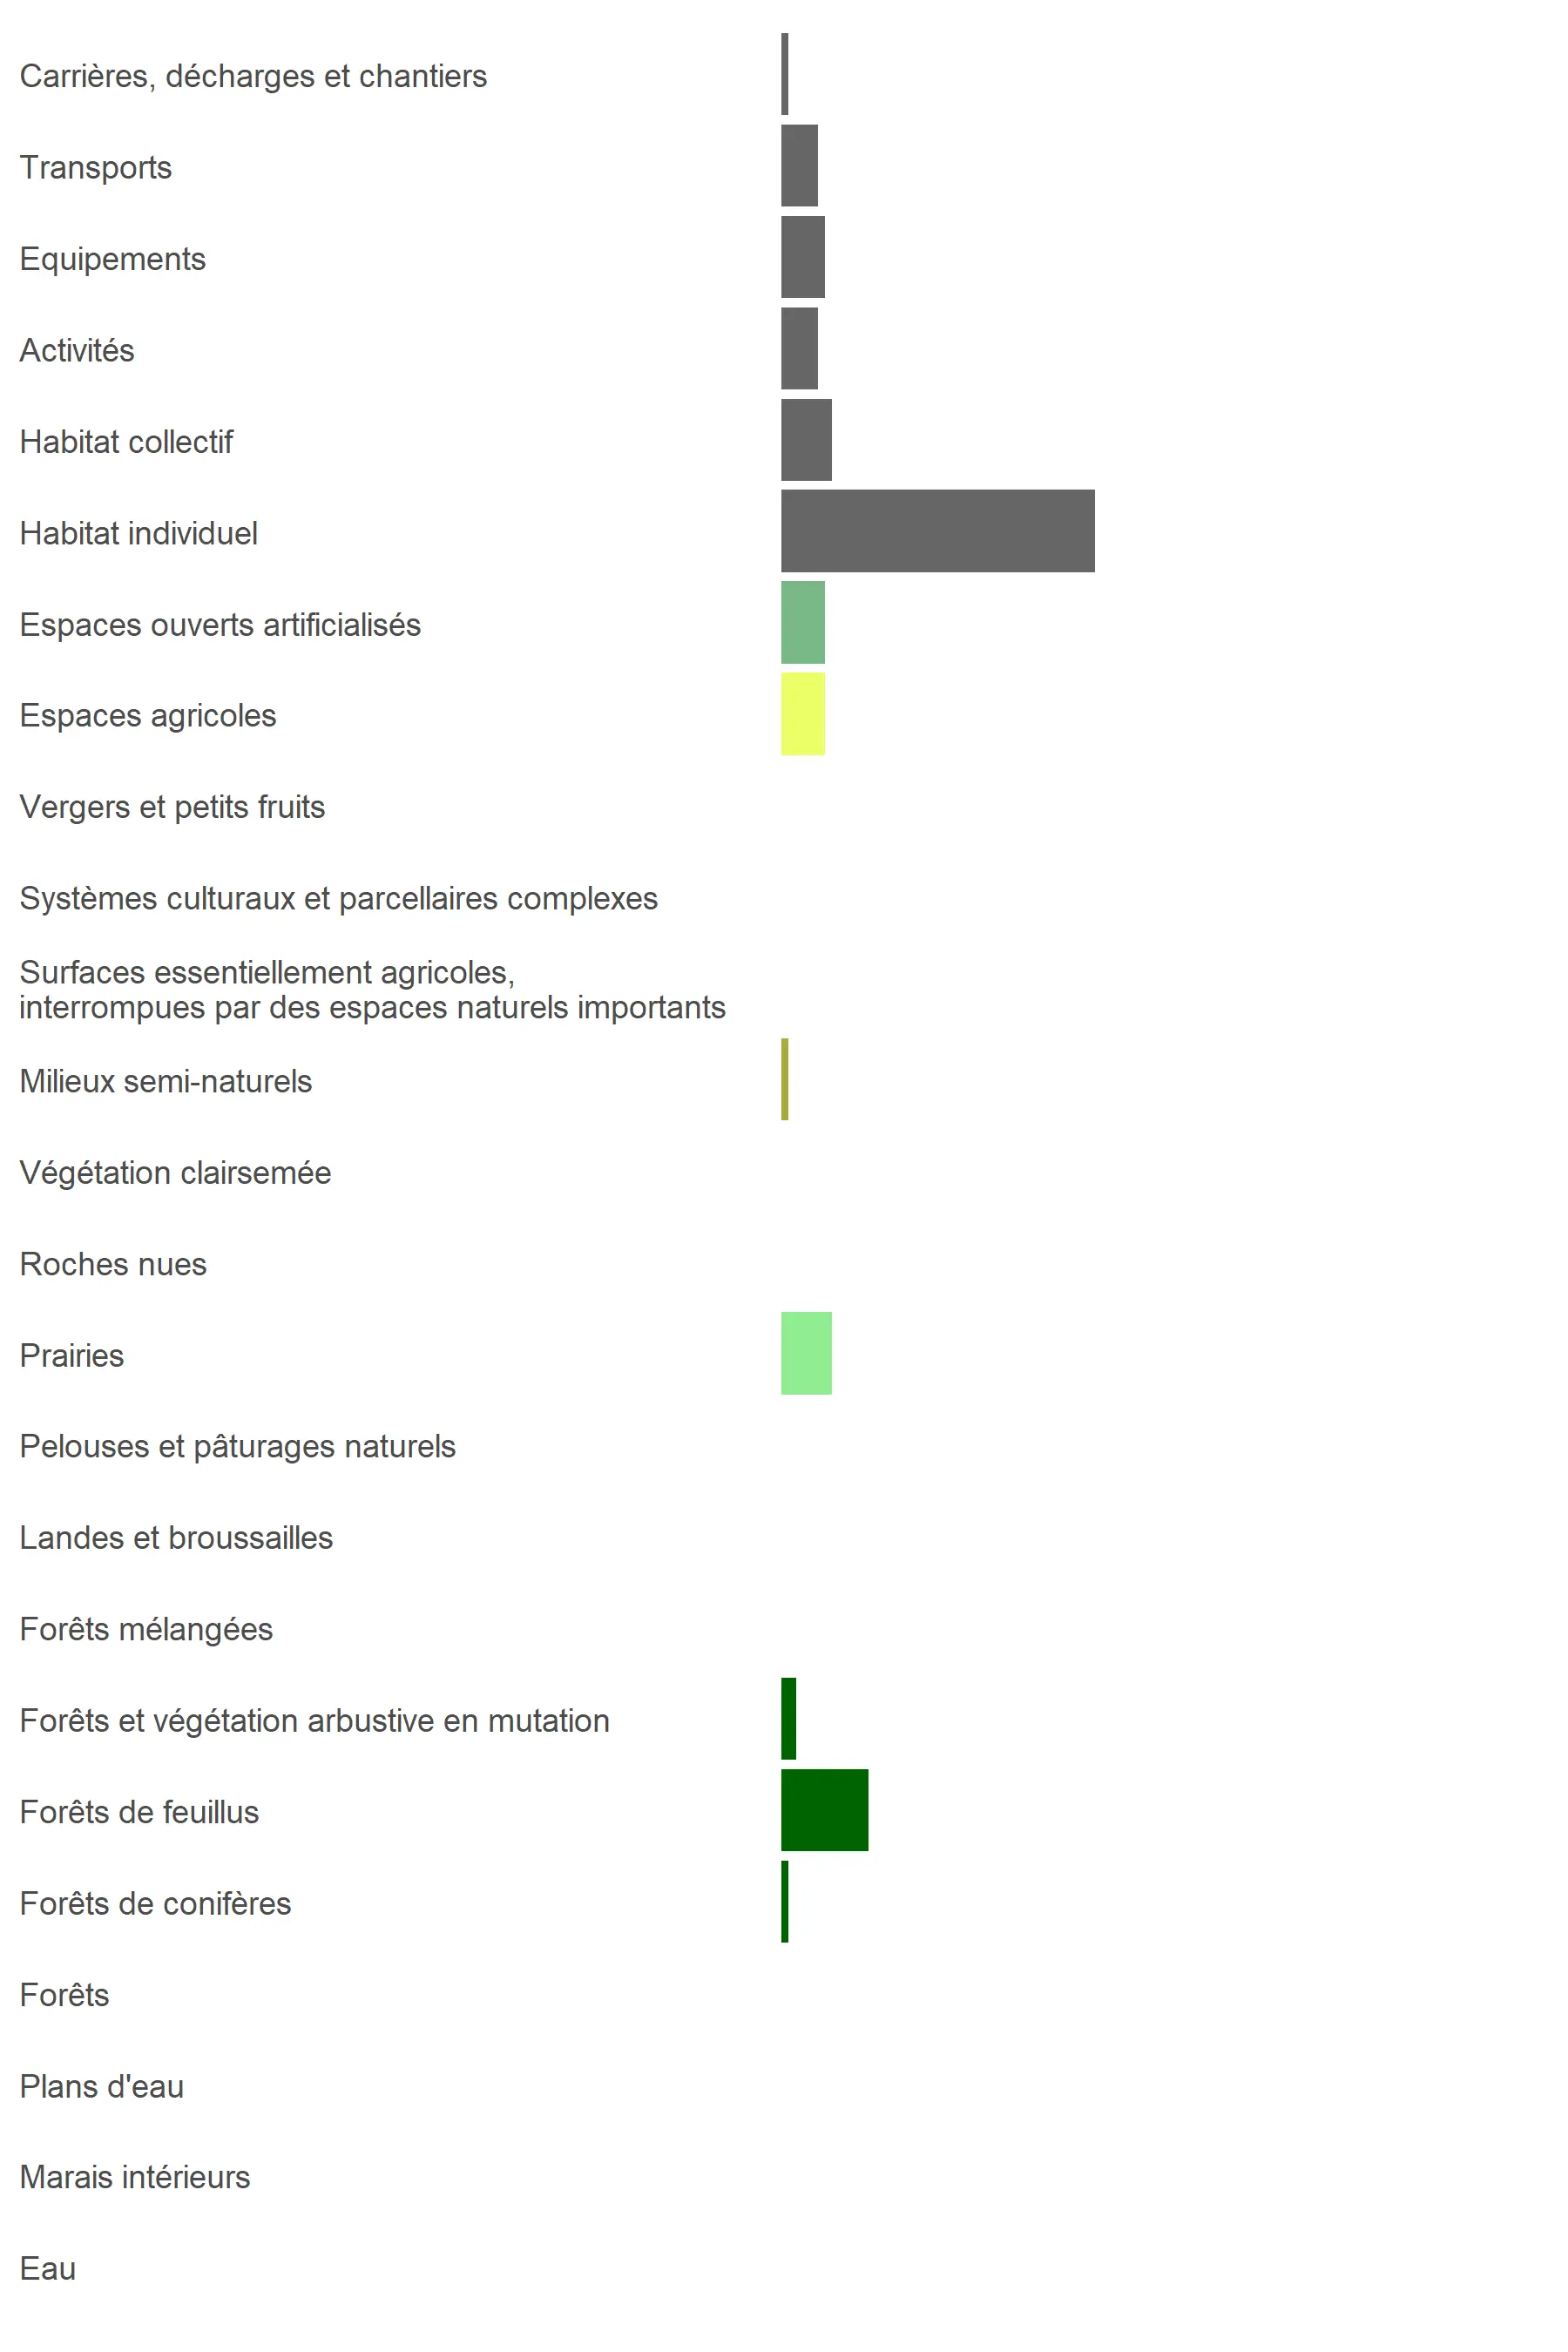 Carrières, décharges et chantiers
Transports
Equipements
Activités
Habitat collectif
Habitat individuel
Espaces ouverts artificialisés
Espaces agricoles
Vergers et petits fruits
Systèmes culturaux et parcellaires complexes
Surfaces essentiellement agricoles,
interrompues par des espaces naturels importants
Milieux semi-naturels
Végétation clairsemée
Roches nues
Prairies
Pelouses et pâturages naturels
Landes et broussailles
Forêts mélangées
Forêts et végétation arbustive en mutation
Forêts de feuillus
Forêts de conifères
Forêts
Plans d'eau
Marais intérieurs
Eau